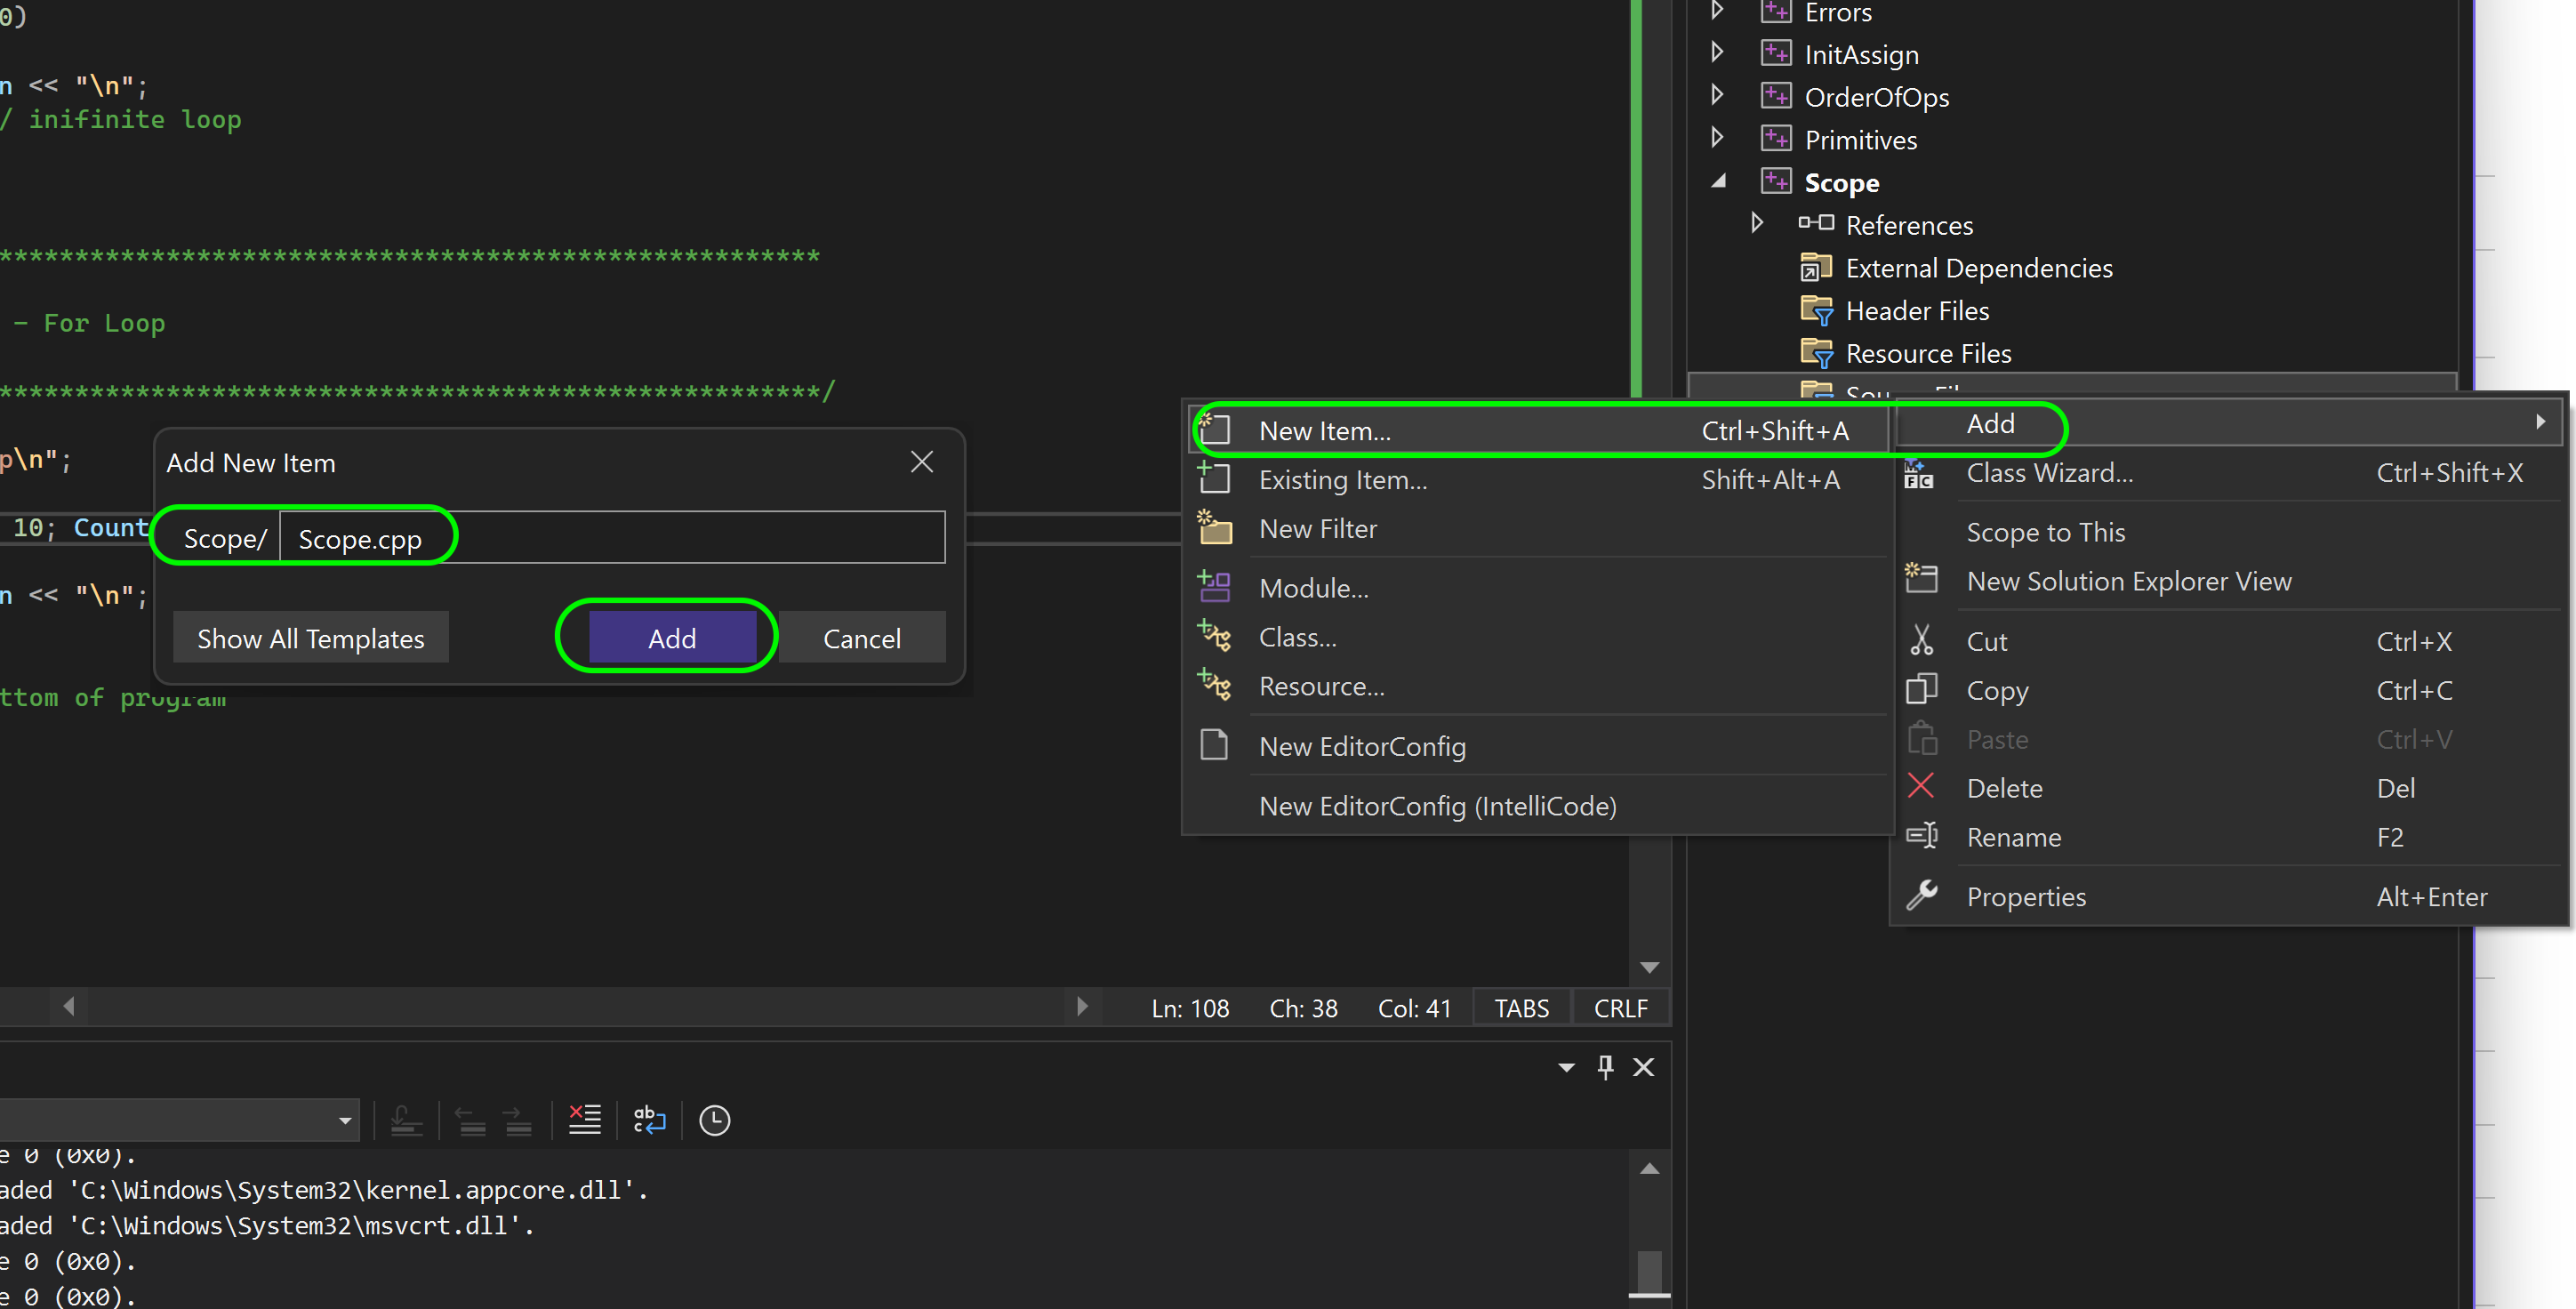 0)
n << "\n";
/ inifinite loop
******************************************************
- For Loop
******************************************************/
p\n";
10; Count
n << "\n";
ttom of program
Add New Item
Scope/ Scope.cpp
Show All Templates Add Cancel
Errors
InitAssign
OrderOfOps
Primitives
Scope
References
External Dependencies
Header Files
Resource Files
New Item... Ctrl+Shift+A
Existing Item... Shift+Alt+A
New Filter
Module...
Class...
Resource...
New EditorConfig
New EditorConfig (IntelliCode)
Add
Class Wizard... Ctrl+Shift+X
Scope to This
New Solution Explorer View
Cut Ctrl+X
Copy Ctrl+C
Paste Ctrl+V
Delete Del
Rename F2
Properties Alt+Enter
Ln: 108 Ch: 38 Col: 41 TABS CRLF
e 0 (0x0).
aded 'C:\Windows\System32\kernel.appcore.dll'.
aded 'C:\Windows\System32\msvcrt.dll'.
e 0 (0x0).
e 0 (0x0).